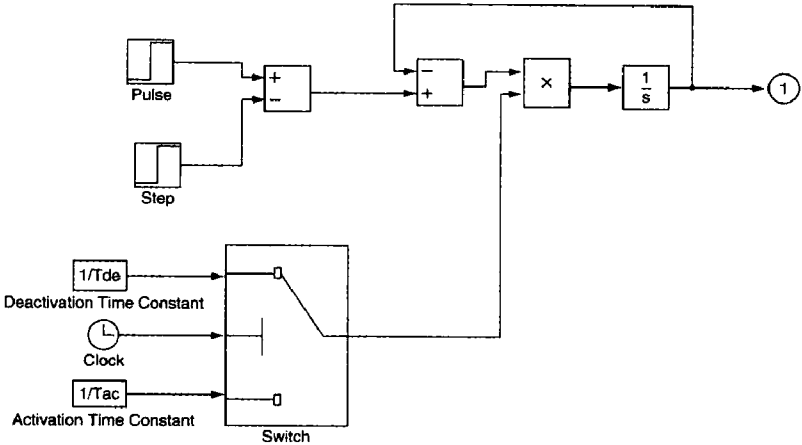 Pulse
+
−
Step
−
+
×
1
s
1
1/Tde
Deactivation Time Constant
Clock
1/Tac
Activation Time Constant
Switch